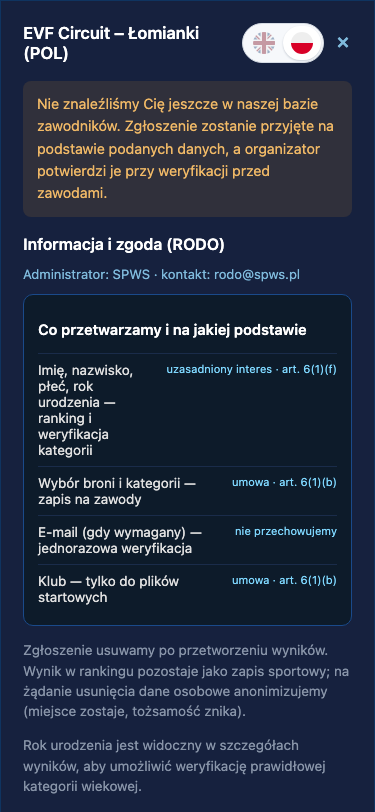 EVF Circuit – Łomianki
(POL)
×
Nie znaleźliśmy Cię jeszcze w naszej bazie
zawodników. Zgłoszenie zostanie przyjęte na
podstawie podanych danych, a organizator
potwierdzi je przy weryfikacji przed
zawodami.
Informacja i zgoda (RODO)
Administrator: SPWS · kontakt: rodo@spws.pl
Co przetwarzamy i na jakiej podstawie
Imię, nazwisko,
płeć, rok
urodzenia —
ranking i
weryfikacja
kategorii
uzasadniony interes · art. 6(1)(f)
Wybór broni i kategorii —
zapis na zawody
umowa · art. 6(1)(b)
E-mail (gdy wymagany) —
jednorazowa weryfikacja
nie przechowujemy
Klub — tylko do plików
startowych
umowa · art. 6(1)(b)
Zgłoszenie usuwamy po przetworzeniu wyników.
Wynik w rankingu pozostaje jako zapis sportowy; na
żądanie usunięcia dane osobowe anonimizujemy
(miejsce zostaje, tożsamość znika).
Rok urodzenia jest widoczny w szczegółach
wyników, aby umożliwić weryfikację prawidłowej
kategorii wiekowej.